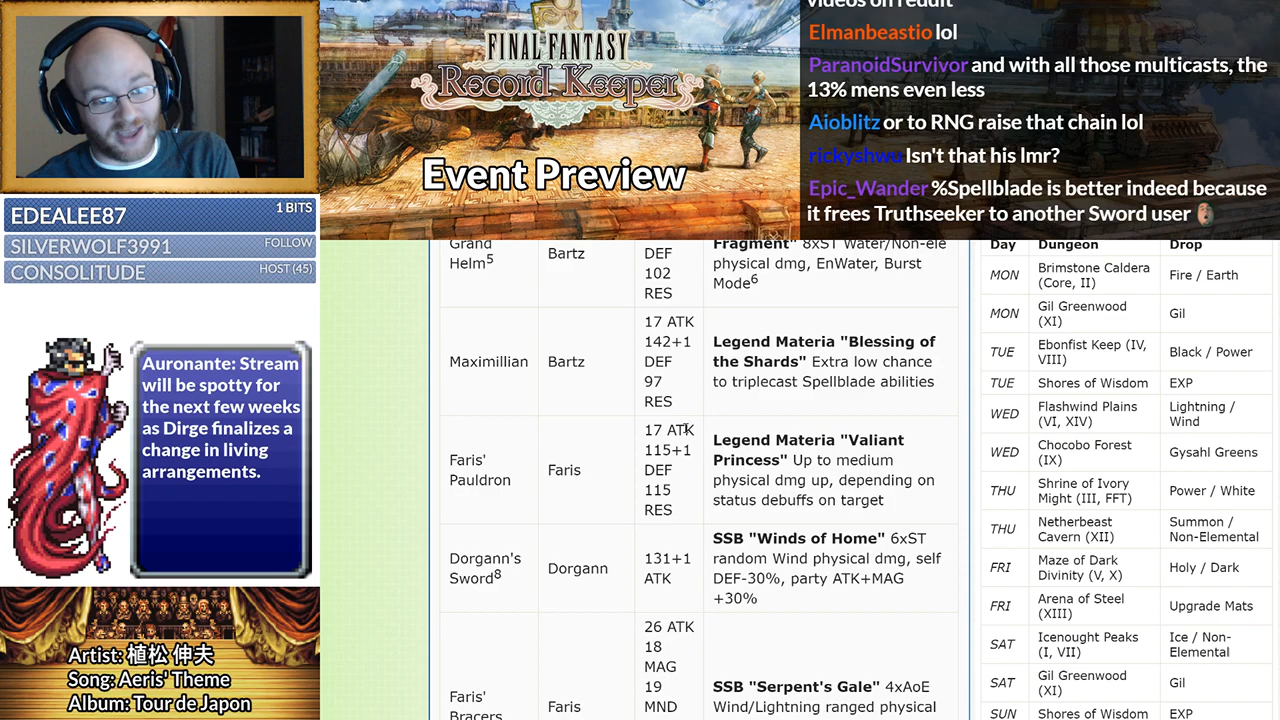 EDEALEE87
1 BITS
SILVERWOLF3991
FOLLOW
CONSOLITUDE
HOST (45)
Auronante: Stream
will be spotty for
the next few weeks
as Dirge finalizes a
change in living
arrangements.
Artist: 植松 伸夫
Song: Aeris' Theme
Album: Tour de Japon
FINAL FANTASY
Record Keeper
Event Preview
videos on reddit
Elmanbeastio lol
ParanoidSurvivor and with all those multicasts, the
13% mens even less
Aioblitz or to RNG raise that chain lol
rickyshwu Isn't that his lmr?
Epic_Wander %Spellblade is better indeed because
it frees Truthseeker to another Sword user
Grand
Helm5
Bartz
DEF
102
RES
Fragment" 8xST Water/Non-ele
physical dmg, EnWater, Burst
Mode6
Maximillian
Bartz
17 ATK
142+1
DEF
97
RES
Legend Materia "Blessing of
the Shards" Extra low chance
to triplecast Spellblade abilities
Faris'
Pauldron
Faris
17 ATK
115+1
DEF
115
RES
Legend Materia "Valiant
Princess" Up to medium
physical dmg up, depending on
status debuffs on target
Dorgann's
Sword8
Dorgann
131+1
ATK
SSB "Winds of Home" 6xST
random Wind physical dmg, self
DEF-30%, party ATK+MAG
+30%
Faris'
Bracers
Faris
26 ATK
18
MAG
19
MND
SSB "Serpent's Gale" 4xAoE
Wind/Lightning ranged physical
Day Dungeon Drop
MON Brimstone Caldera
(Core, II) Fire / Earth
MON Gil Greenwood
(XI) Gil
TUE Ebonfist Keep (IV,
VIII) Black / Power
TUE Shores of Wisdom EXP
WED Flashwind Plains
(VI, XIV) Lightning /
Wind
WED Chocobo Forest
(IX) Gysahl Greens
THU Shrine of Ivory
Might (III, FFT) Power / White
THU Netherbeast
Cavern (XII) Summon /
Non-Elemental
FRI Maze of Dark
Divinity (V, X) Holy / Dark
FRI Arena of Steel
(XIII) Upgrade Mats
SAT Icenought Peaks
(I, VII) Ice / Non-
Elemental
SAT Gil Greenwood
(XI) Gil
SUN Shores of Wisdom EXP